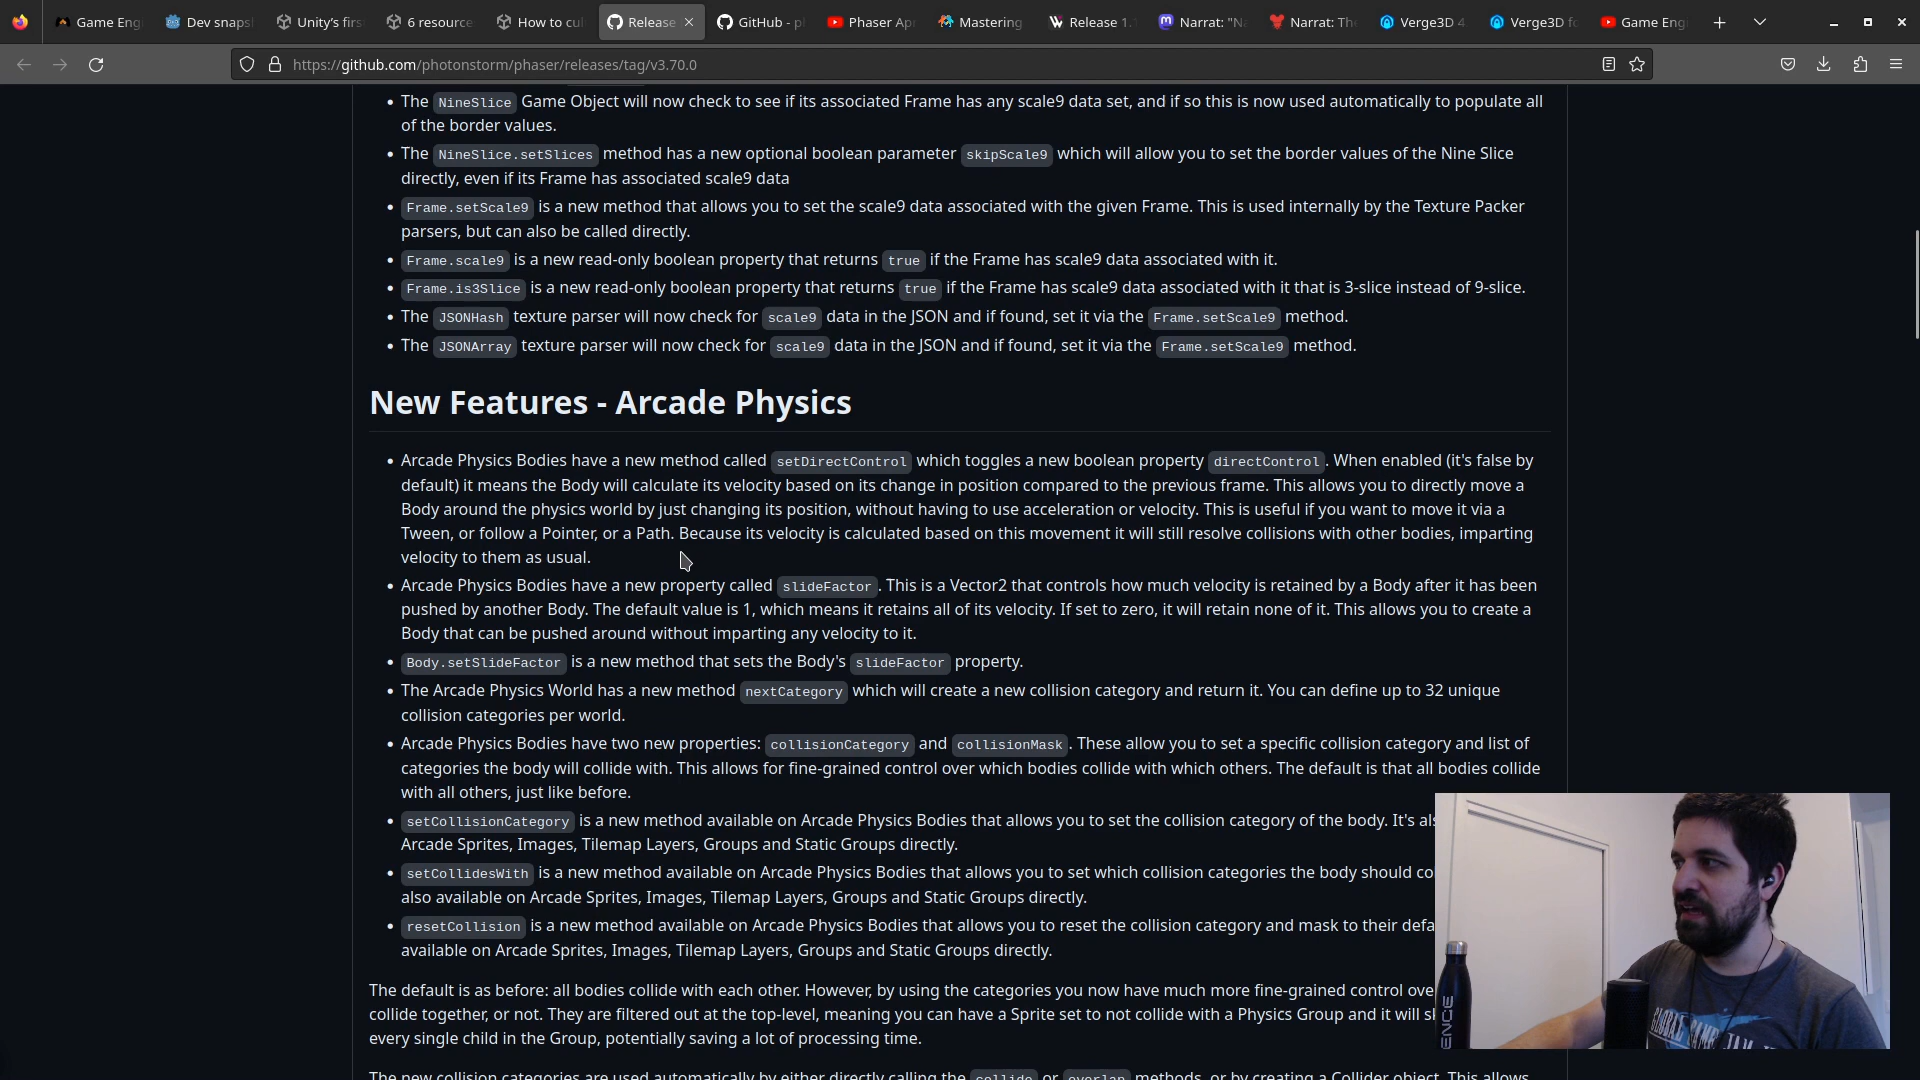 Game Eng
Dev snaps
Unity's firs
6 resource
How to cu
Release
GitHub - p
Phaser Ap
Mastering
Release 1.
Narrat: "N
Narrat: Th
Verge3D 4
Verge3D fo
Game Eng
https://github.com/photonstorm/phaser/releases/tag/v3.70.0
The NineSlice Game Object will now check to see if its associated Frame has any scale9 data set, and if so this is now used automatically to populate all
of the border values.
The NineSlice.setSlices method has a new optional boolean parameter skipScale9 which will allow you to set the border values of the Nine Slice
directly, even if its Frame has associated scale9 data
Frame.setScale9 is a new method that allows you to set the scale9 data associated with the given Frame. This is used internally by the Texture Packer
parsers, but can also be called directly.
Frame.scale9 is a new read-only boolean property that returns true if the Frame has scale9 data associated with it.
Frame.is3Slice is a new read-only boolean property that returns true if the Frame has scale9 data associated with it that is 3-slice instead of 9-slice.
The JSONHash texture parser will now check for scale9 data in the JSON and if found, set it via the Frame.setScale9 method.
The JSONArray texture parser will now check for scale9 data in the JSON and if found, set it via the Frame.setScale9 method.
New Features - Arcade Physics
Arcade Physics Bodies have a new method called setDirectControl which toggles a new boolean property directControl. When enabled (it's false by
default) it means the Body will calculate its velocity based on its change in position compared to the previous frame. This allows you to directly move a
Body around the physics world by just changing its position, without having to use acceleration or velocity. This is useful if you want to move it via a
Tween, or follow a Pointer, or a Path. Because its velocity is calculated based on this movement it will still resolve collisions with other bodies, imparting
velocity to them as usual.
Arcade Physics Bodies have a new property called slideFactor. This is a Vector2 that controls how much velocity is retained by a Body after it has been
pushed by another Body. The default value is 1, which means it retains all of its velocity. If set to zero, it will retain none of it. This allows you to create a
Body that can be pushed around without imparting any velocity to it.
Body.setSlideFactor is a new method that sets the Body's slideFactor property.
The Arcade Physics World has a new method nextCategory which will create a new collision category and return it. You can define up to 32 unique
collision categories per world.
Arcade Physics Bodies have two new properties: collisionCategory and collisionMask. These allow you to set a specific collision category and list of
categories the body will collide with. This allows for fine-grained control over which bodies collide with which others. The default is that all bodies collide
with all others, just like before.
setCollisionCategory is a new method available on Arcade Physics Bodies that allows you to set the collision category of the body. It's als
Arcade Sprites, Images, Tilemap Layers, Groups and Static Groups directly.
setCollidesWith is a new method available on Arcade Physics Bodies that allows you to set which collision categories the body should co
also available on Arcade Sprites, Images, Tilemap Layers, Groups and Static Groups directly.
resetCollision is a new method available on Arcade Physics Bodies that allows you to reset the collision category and mask to their defa
available on Arcade Sprites, Images, Tilemap Layers, Groups and Static Groups directly.
The default is as before: all bodies collide with each other. However, by using the categories you now have much more fine-grained control ove
collide together, or not. They are filtered out at the top-level, meaning you can have a Sprite set to not collide with a Physics Group and it will sk
every single child in the Group, potentially saving a lot of processing time.
The new collision categories are used automatically by either directly calling the collide or overlap methods, or by creating a Collider object. This allows
ENCE
GLOBAL GAME JAM